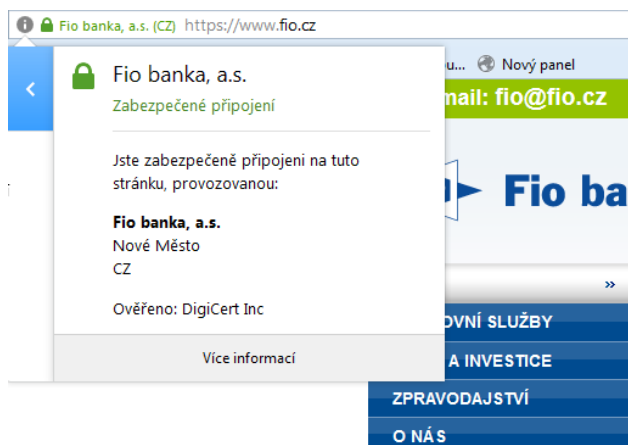 Fio banka, a.s. (CZ) https://www.fio.cz
Nový panel
Fio banka, a.s.
Zabezpečené připojení
mail: fio@fio.cz
Jste zabezpečeně připojeni na tuto
stránku, provozovanou:
Fio banka, a.s.
Nové Město
CZ
Ověřeno: DigiCert Inc
Více informací
Fio ba
»
OVNÍ SLUŽBY
A INVESTICE
ZPRAVODAJSTVÍ
O NÁS